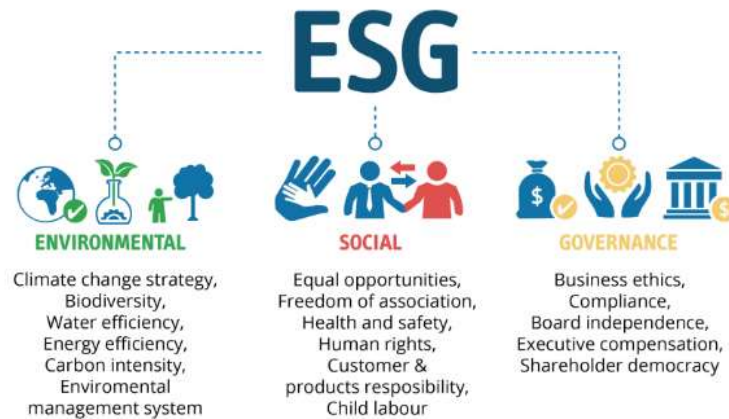 ESG
ENVIRONMENTAL
Climate change strategy,
Biodiversity,
Water efficiency,
Energy efficiency,
Carbon intensity,
Enviromental
management system
SOCIAL
Equal opportunities,
Freedom of association,
Health and safety,
Human rights,
Customer &
products resposibility,
Child labour
$
$
GOVERNANCE
Business ethics,
Compliance,
Board independence,
Executive compensation,
Shareholder democracy